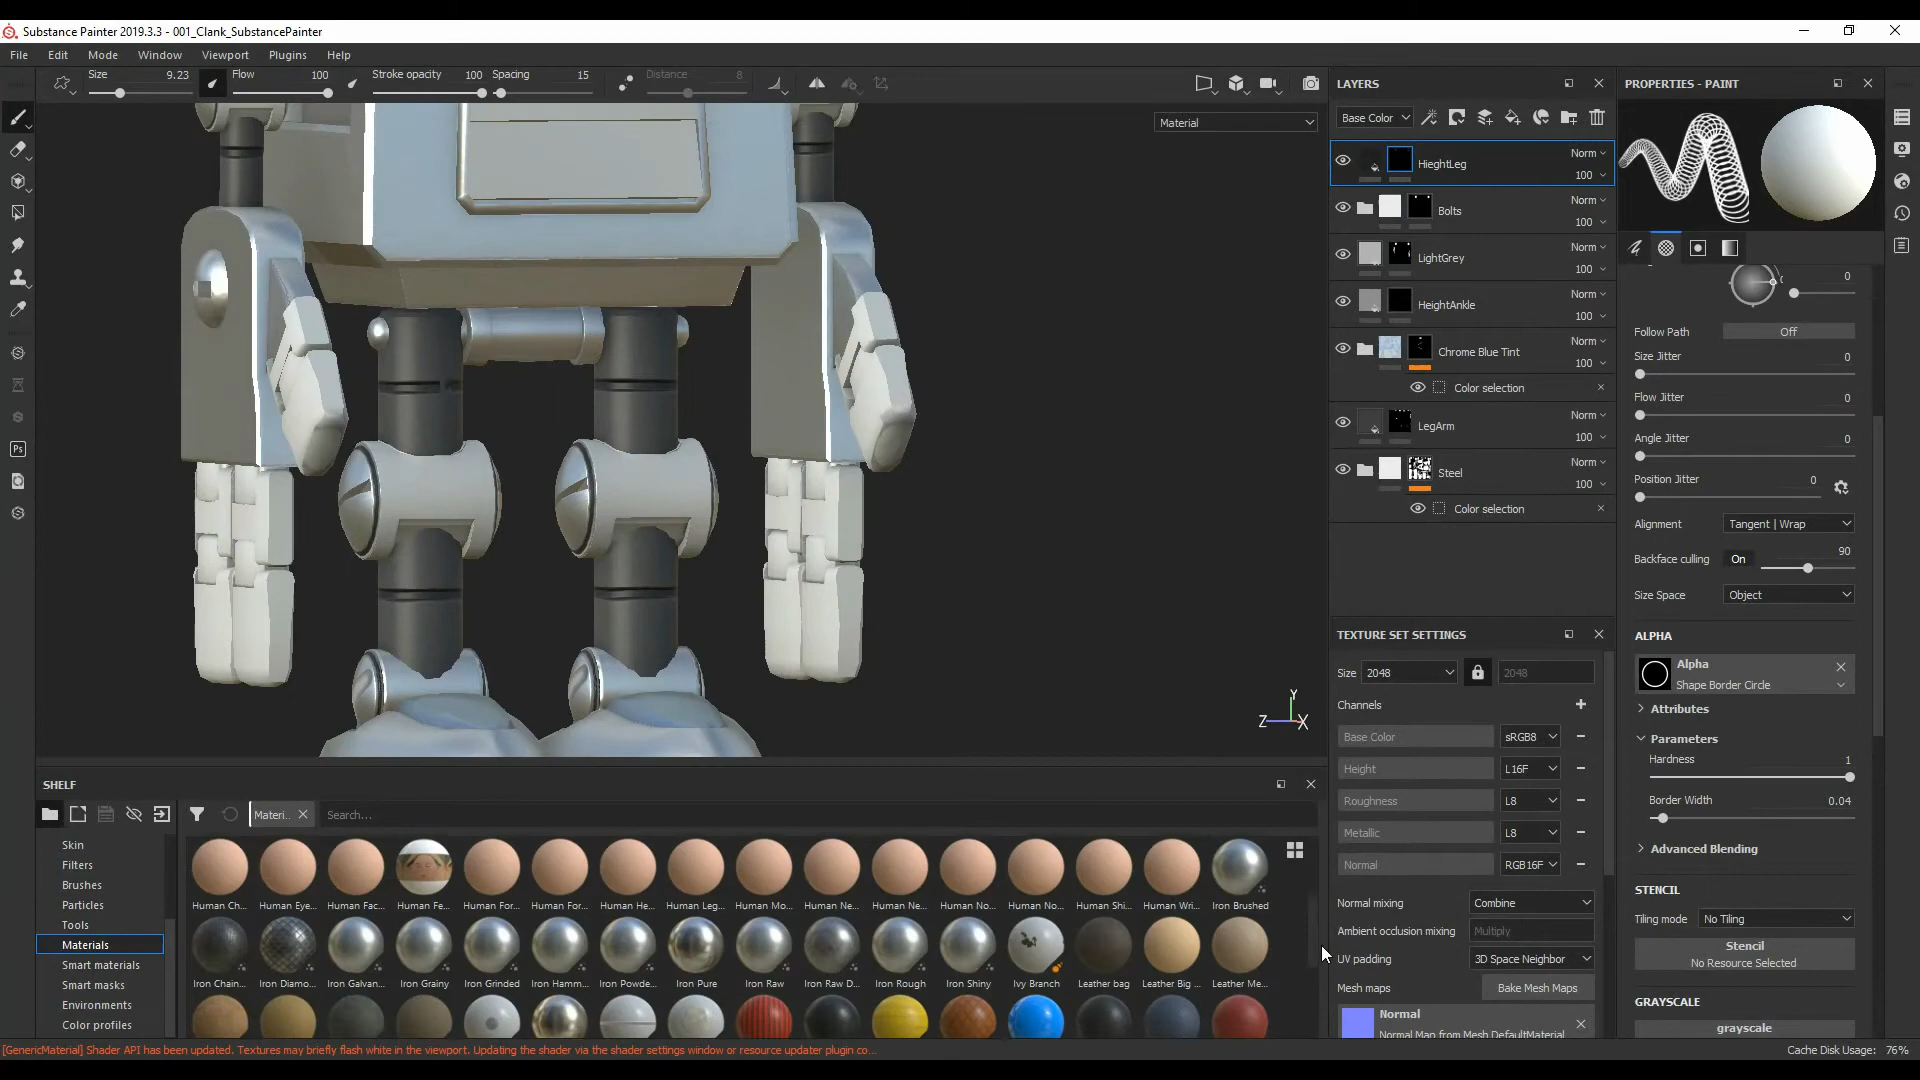 Substance Painter 2019.3.3 - 001_Clank_SubstancePainter
File Edit Mode Window Viewport Plugins Help
Size 9.23 Flow 100 Stroke opacity 100 Spacing 15 Distance 8
Material
Y
Z X
LAYERS
Base Color
HieghtLeg Norm 100
Bolts Norm 100
LightGrey Norm 100
HeightAnkle Norm 100
Chrome Blue Tint Norm 100
Color selection
LegArm Norm 100
Steel Norm 100
Color selection
TEXTURE SET SETTINGS
Size 2048 2048
Channels
Base Color sRGB8
Height L16F
Roughness L8
Metallic L8
Normal RGB16F
Normal mixing Combine
Ambient occlusion mixing Multiply
UV padding 3D Space Neighbor
Mesh maps Bake Mesh Maps
Normal
Normal Map from Mesh DefaultMaterial
PROPERTIES - PAINT
0
Follow Path Off
Size Jitter 0
Flow Jitter 0
Angle Jitter 0
Position Jitter 0
Alignment Tangent | Wrap
Backface culling On 90
Size Space Object
ALPHA
Alpha
Shape Border Circle
Attributes
Parameters
Hardness 1
Border Width 0.04
Advanced Blending
STENCIL
Tiling mode No Tiling
Stencil
No Resource Selected
GRAYSCALE
grayscale
SHELF
Materi.. Search...
Skin
Filters
Brushes
Particles
Tools
Materials
Smart materials
Smart masks
Environments
Color profiles
Human Ch... Human Eye... Human Fac... Human Fe... Human For... Human For... Human He... Human Leg... Human Mo... Human Ne... Human Ne... Human No... Human No... Human Shi... Human Wri... Iron Brushed
Iron Chain... Iron Diamo... Iron Galvan... Iron Grainy Iron Grinded Iron Hamm... Iron Powde... Iron Pure Iron Raw Iron Raw D... Iron Rough Iron Shiny Ivy Branch Leather bag Leather Big ... Leather Me...
Ps
[GenericMaterial] Shader API has been updated. Textures may briefly flash white in the viewport. Updating the shader via the shader settings window or resource updater plugin co...
Cache Disk Usage: 76%